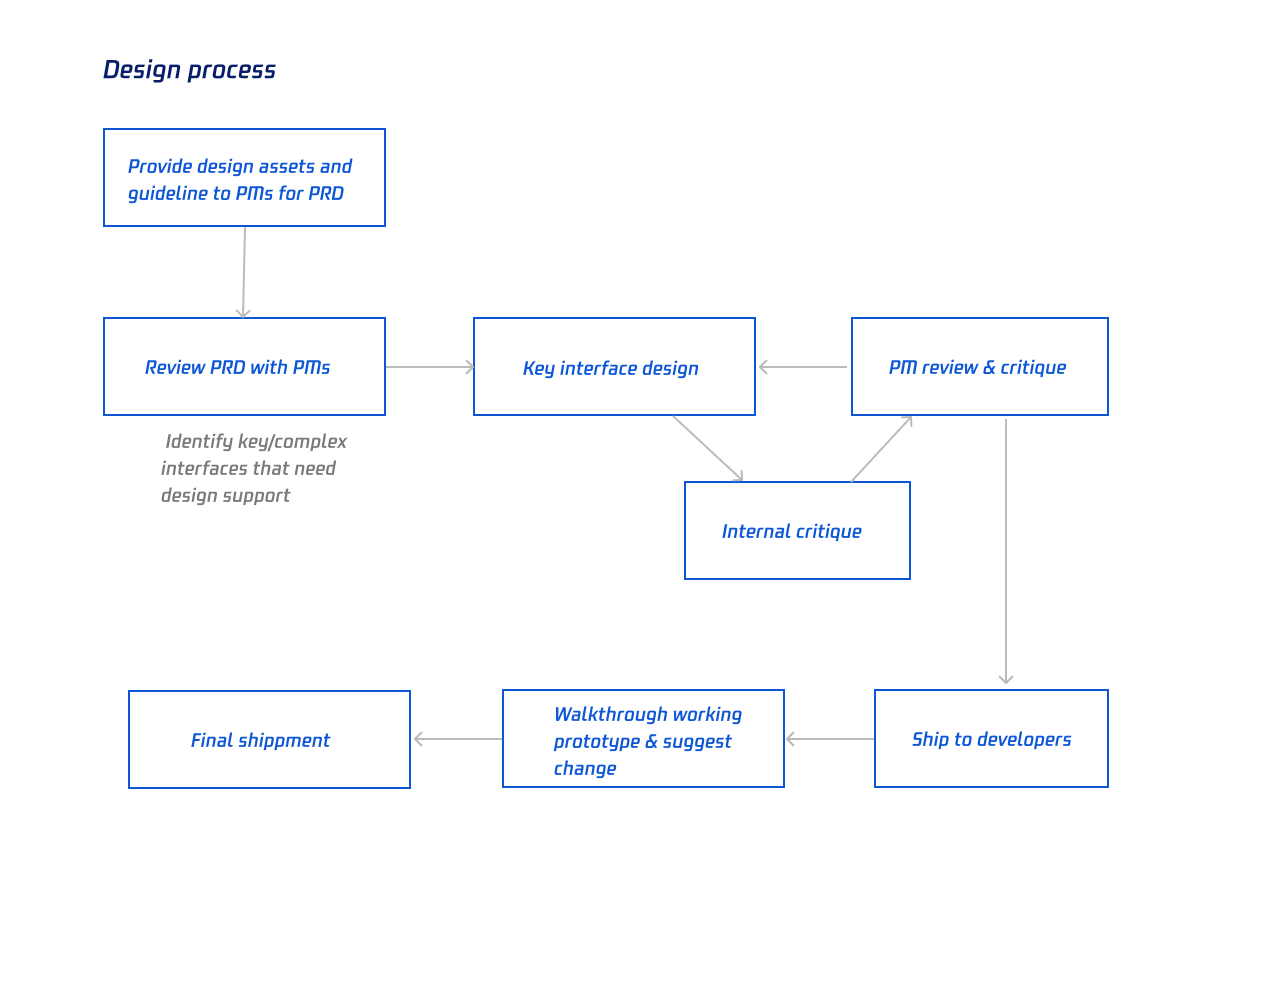 Design process
Provide design assets and
guideline to PMs for PRD
Review PRD with PMs
Key interface design
PM review & critique
Identify key/complex
interfaces that need
design support
Internal critique
Final shippment
Walkthrough working
prototype & suggest
change
Ship to developers